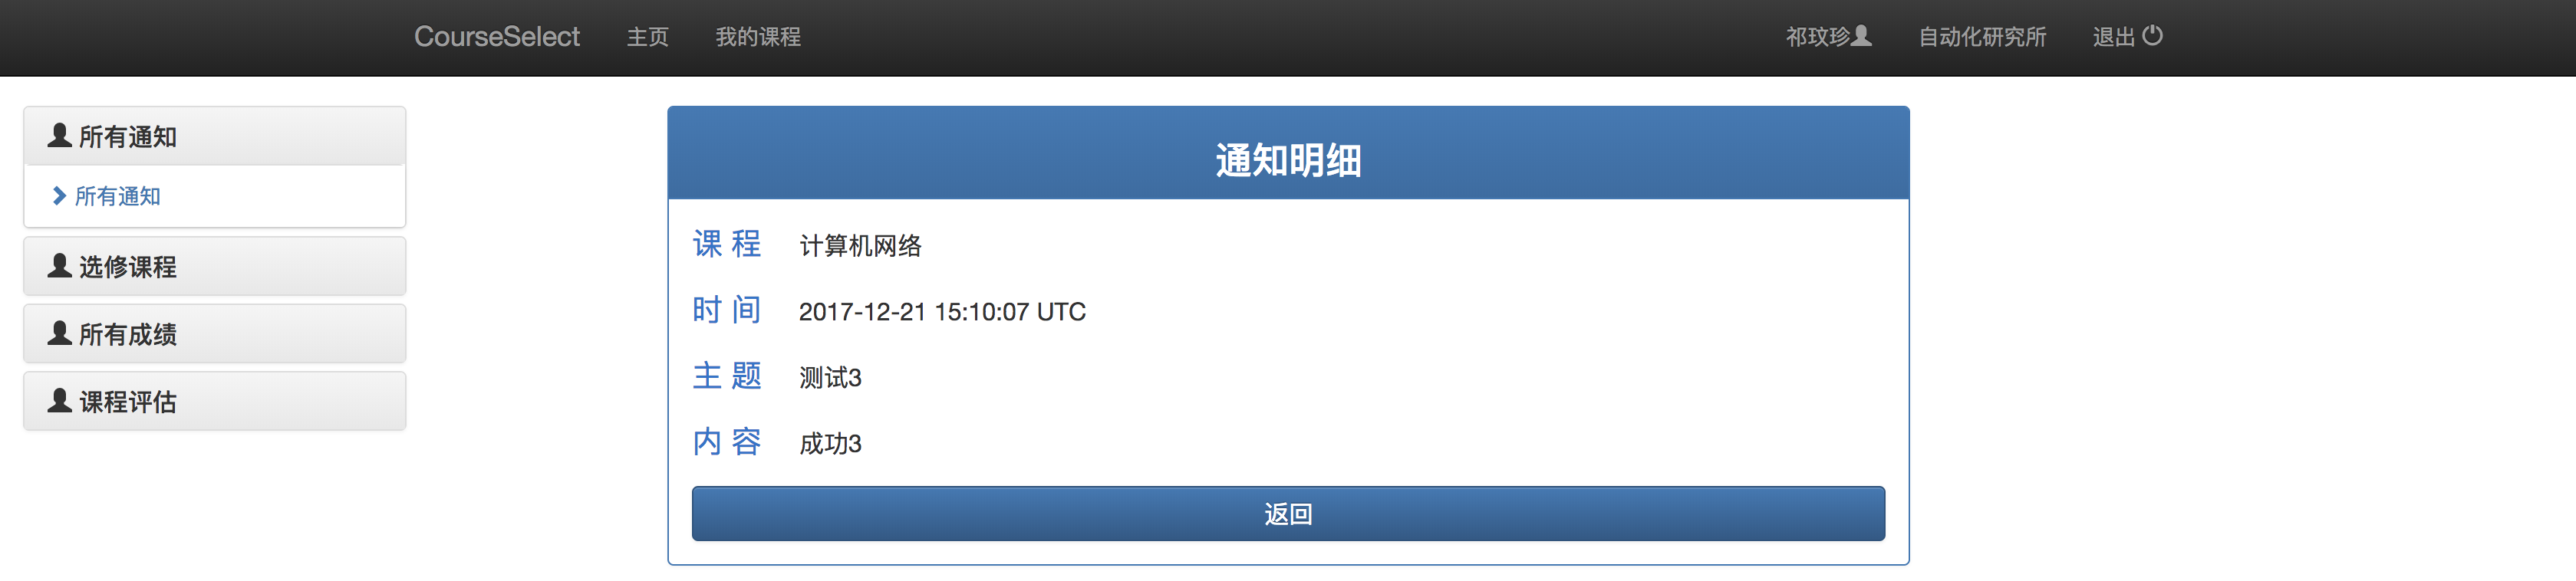 CourseSelect 主页 我的课程 祁玟珍 自动化研究所 退出
所有通知
所有通知
选修课程
所有成绩
课程评估
通知明细
课 程 计算机网络
时 间 2017-12-21 15:10:07 UTC
主 题 测试3
内 容 成功3
返回